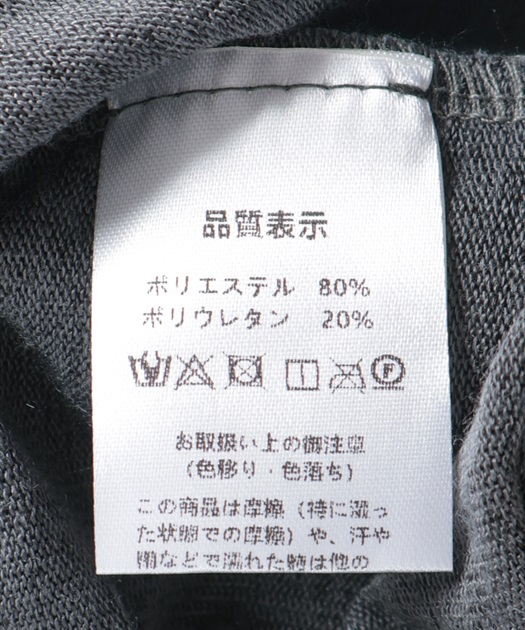 品質表示
ポリエステル 80%
ポリウレタン 20%
F
お取扱い上の御注意
(色移り・色落ち)
この商品は摩擦(特に湿っ
た状態での摩擦)や、汗や
雨などで濡れた時は他の